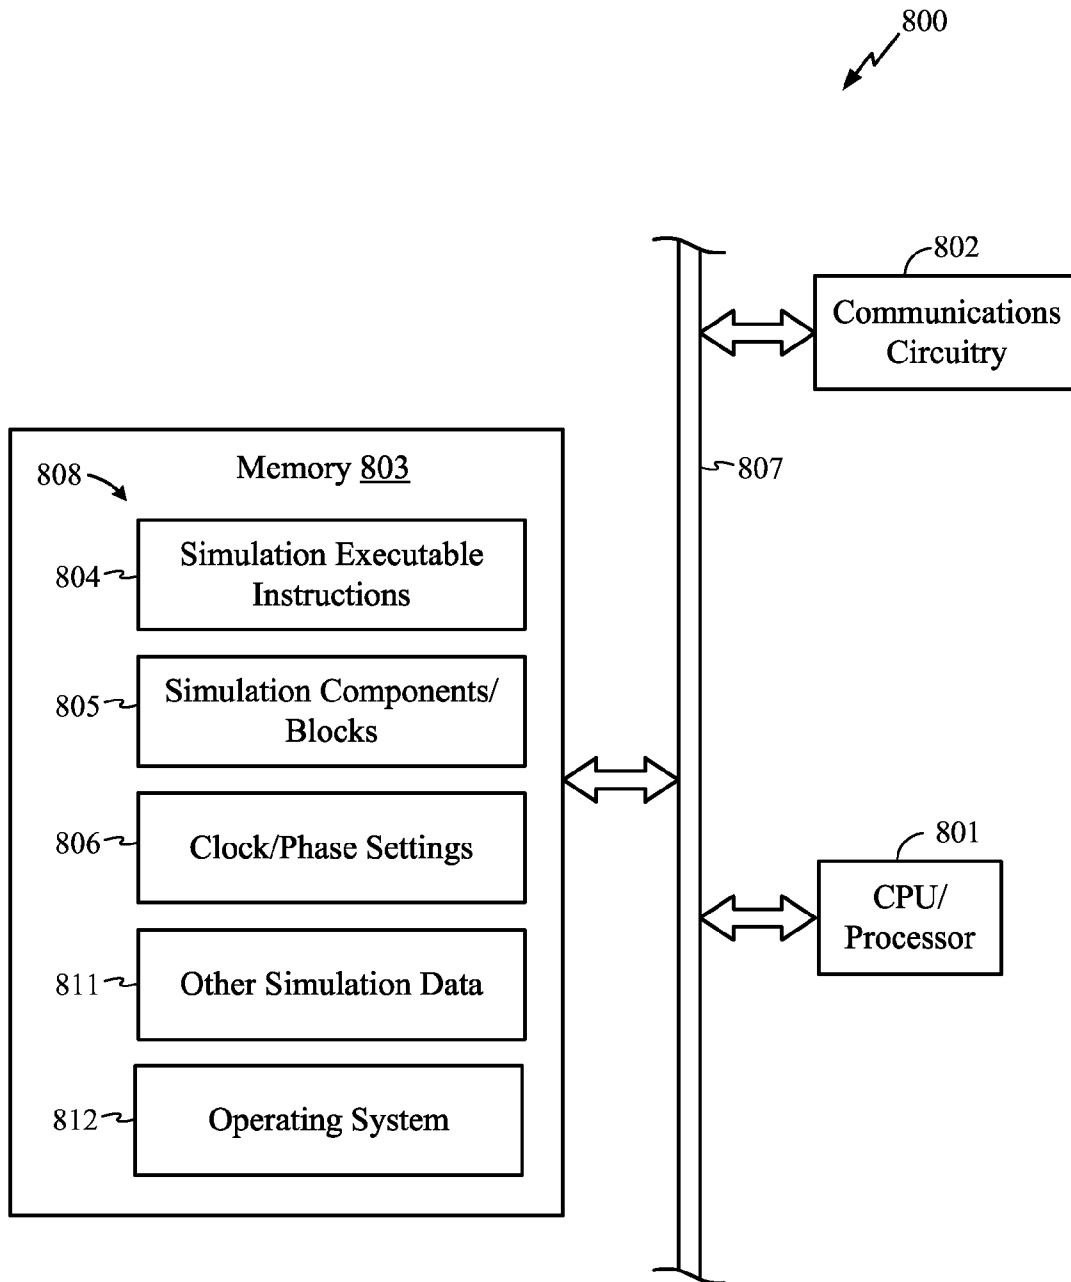 800
802
Communications
Circuitry
807
Memory 803
808
804
Simulation Executable
Instructions
805
Simulation Components/
Blocks
806
Clock/Phase Settings
801
CPU/
Processor
811
Other Simulation Data
812
Operating System